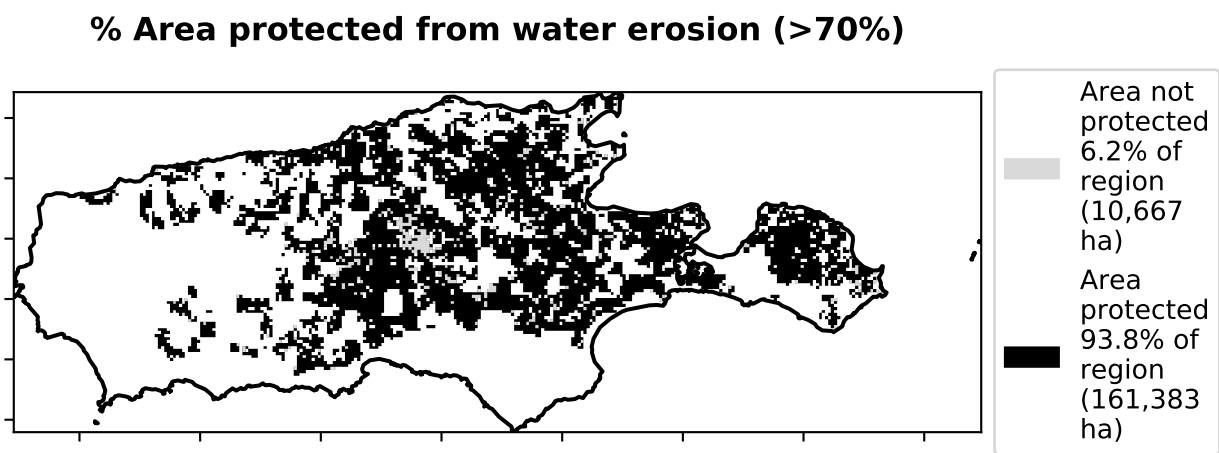 % Area protected from water erosion (>70%)
Area not
protected
6.2% of
region
(10,667
ha)
Area
protected
93.8% of
region
(161,383
ha)